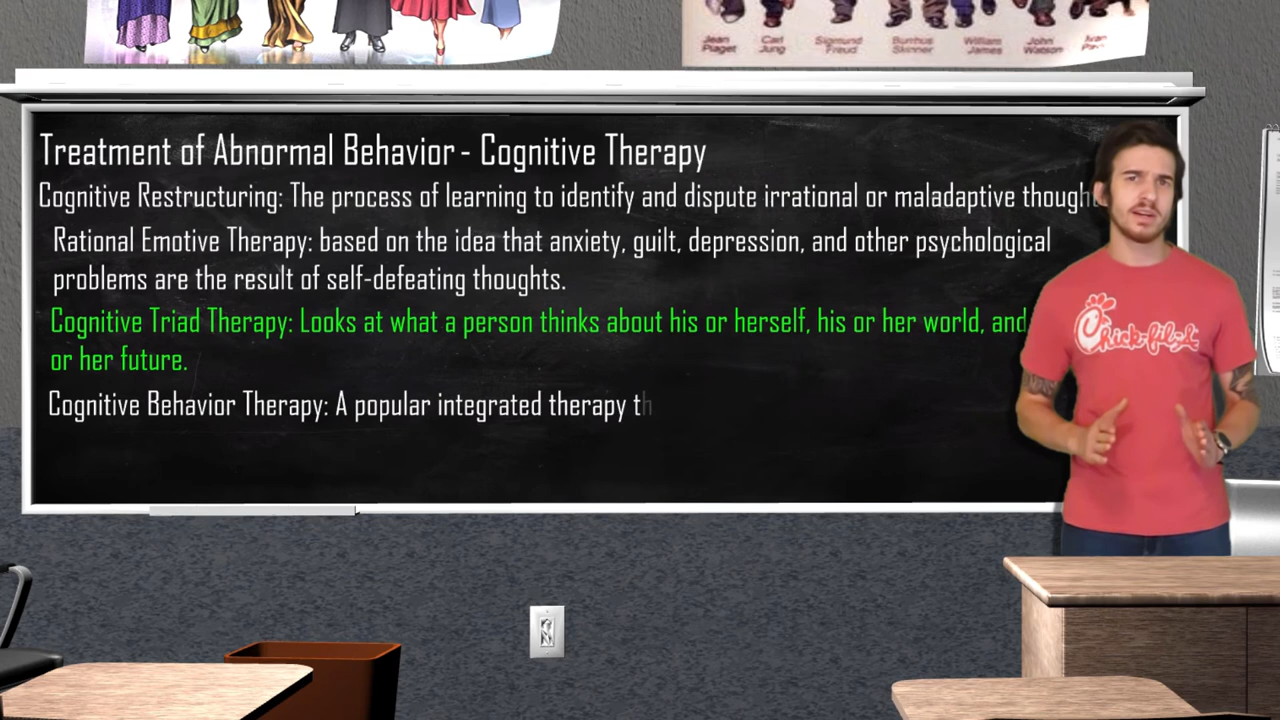 Jean Carl Sigmund Burrhus William John Ivan
Piaget Jung Freud Skinner James Watson
Treatment of Abnormal Behavior - Cognitive Therapy
Cognitive Restructuring: The process of learning to identify and dispute irrational or maladaptive though
Rational Emotive Therapy: based on the idea that anxiety, guilt, depression, and other psychological
problems are the result of self-defeating thoughts.
Cognitive Triad Therapy: Looks at what a person thinks about his or herself, his or her world, and
or her future.
Cognitive Behavior Therapy: A popular integrated therapy th
Chick-fil-A